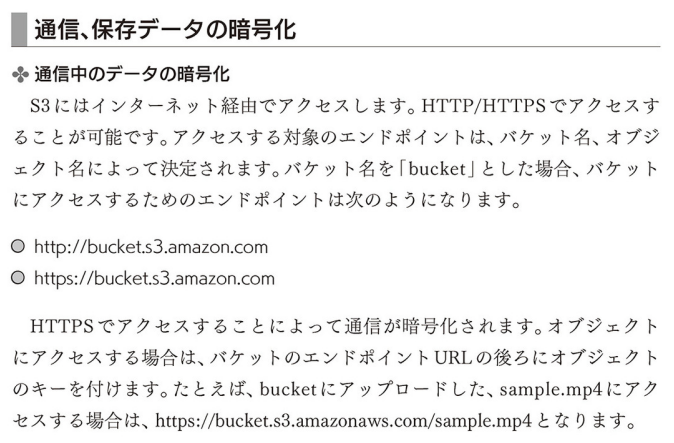 通信、保存データの暗号化
通信中のデータの暗号化
S3にはインターネット経由でアクセスします。HTTP/HTTPSでアクセスす
ることが可能です。アクセスする対象のエンドポイントは、バケット名、オブジ
ェクト名によって決定されます。バケット名を「bucket」とした場合、バケット
にアクセスするためのエンドポイントは次のようになります。
http://bucket.s3.amazon.com
https://bucket.s3.amazon.com
HTTPSでアクセスすることによって通信が暗号化されます。オブジェクト
にアクセスする場合は、バケットのエンドポイントURLの後ろにオブジェクト
のキーを付けます。たとえば、bucketにアップロードした、sample.mp4にアク
セスする場合は、https://bucket.s3.amazonaws.com/sample.mp4となります。